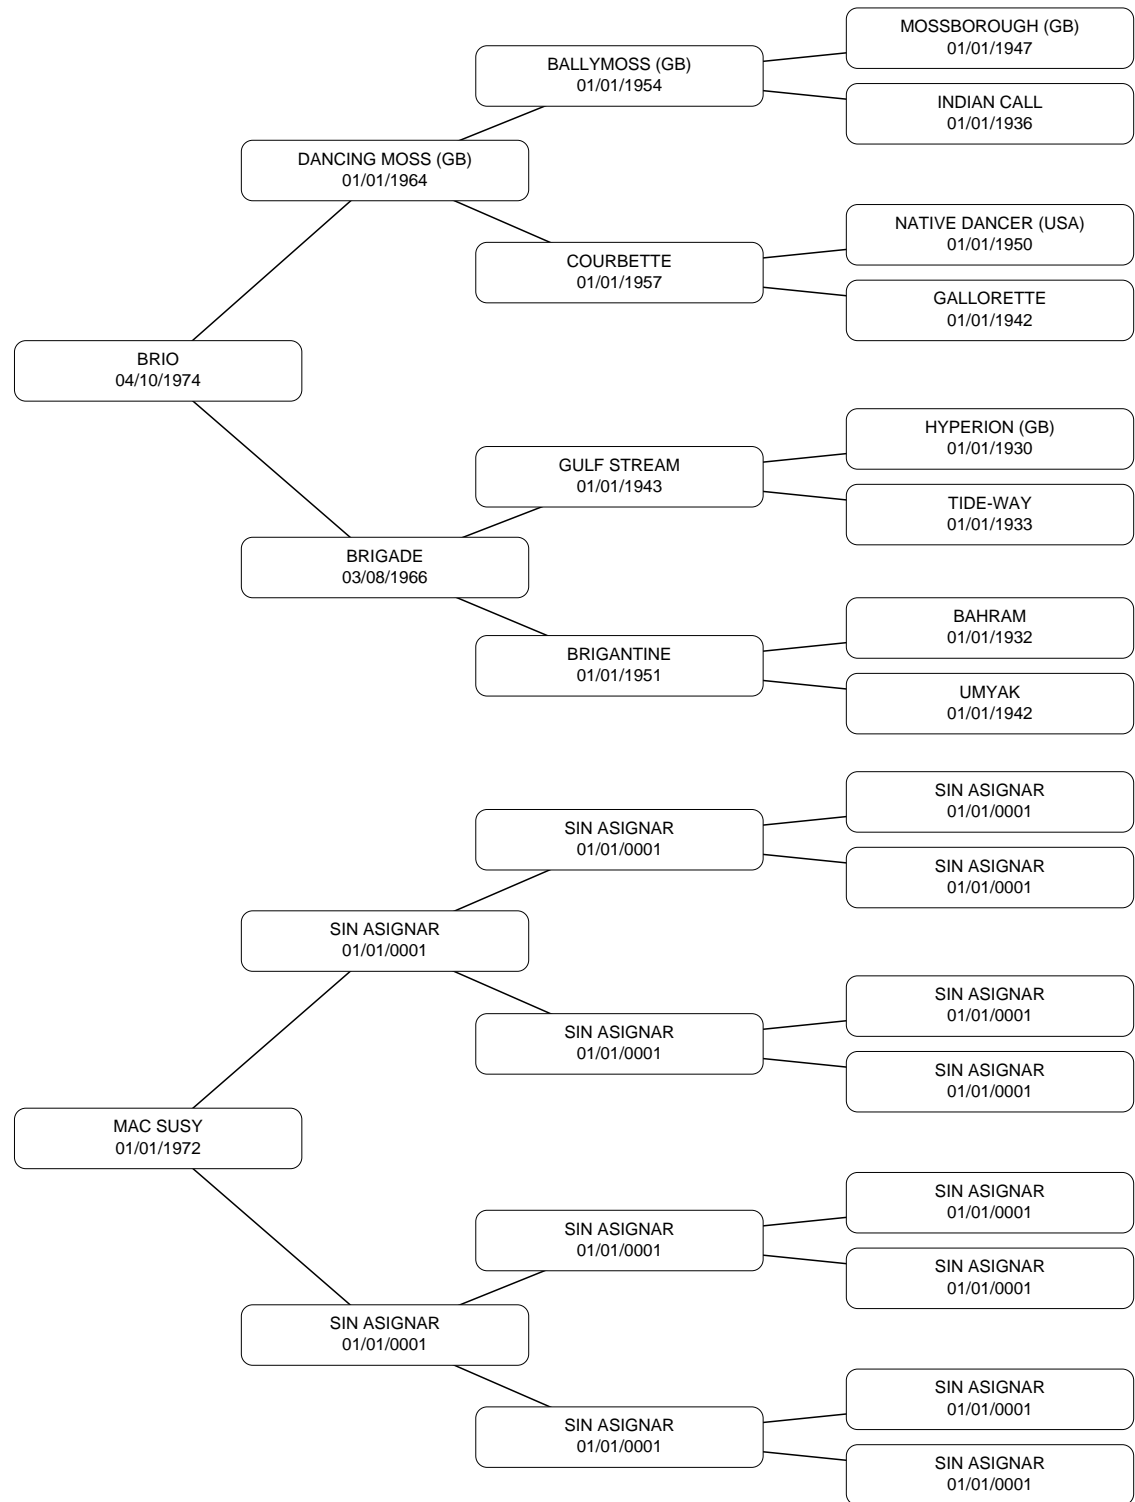 MOSSBOROUGH (GB)
01/01/1947
BALLYMOSS (GB)
01/01/1954
INDIAN CALL
01/01/1936
DANCING MOSS (GB)
01/01/1964
NATIVE DANCER (USA)
01/01/1950
COURBETTE
01/01/1957
GALLORETTE
01/01/1942
BRIO
04/10/1974
HYPERION (GB)
01/01/1930
GULF STREAM
01/01/1943
TIDE-WAY
01/01/1933
BRIGADE
03/08/1966
BAHRAM
01/01/1932
BRIGANTINE
01/01/1951
UMYAK
01/01/1942
SIN ASIGNAR
01/01/0001
SIN ASIGNAR
01/01/0001
SIN ASIGNAR
01/01/0001
SIN ASIGNAR
01/01/0001
SIN ASIGNAR
01/01/0001
SIN ASIGNAR
01/01/0001
SIN ASIGNAR
01/01/0001
MAC SUSY
01/01/1972
SIN ASIGNAR
01/01/0001
SIN ASIGNAR
01/01/0001
SIN ASIGNAR
01/01/0001
SIN ASIGNAR
01/01/0001
SIN ASIGNAR
01/01/0001
SIN ASIGNAR
01/01/0001
SIN ASIGNAR
01/01/0001